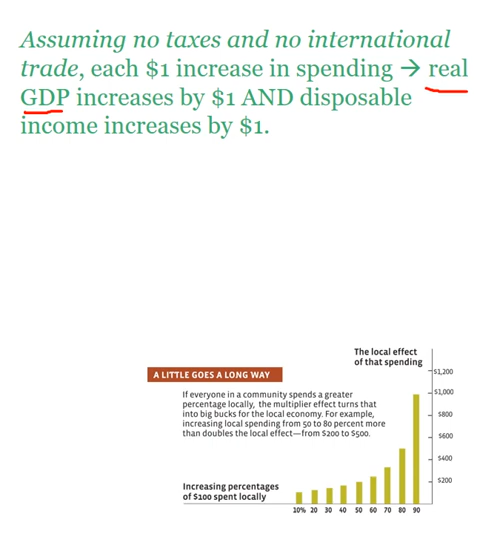 Assuming no taxes and no international
trade, each $1 increase in spending → real
GDP increases by $1 AND disposable
income increases by $1.
The local effect
of that spending
A LITTLE GOES A LONG WAY
If everyone in a community spends a greater
percentage locally, the multiplier effect turns that
into big bucks for the local economy. For example,
increasing local spending from 50 to 80 percent more
than doubles the local effect—from $200 to $500.
$1,200
$1,000
$800
$600
$400
$200
Increasing percentages
of $100 spent locally
10% 20 30 40 50 60 70 80 90